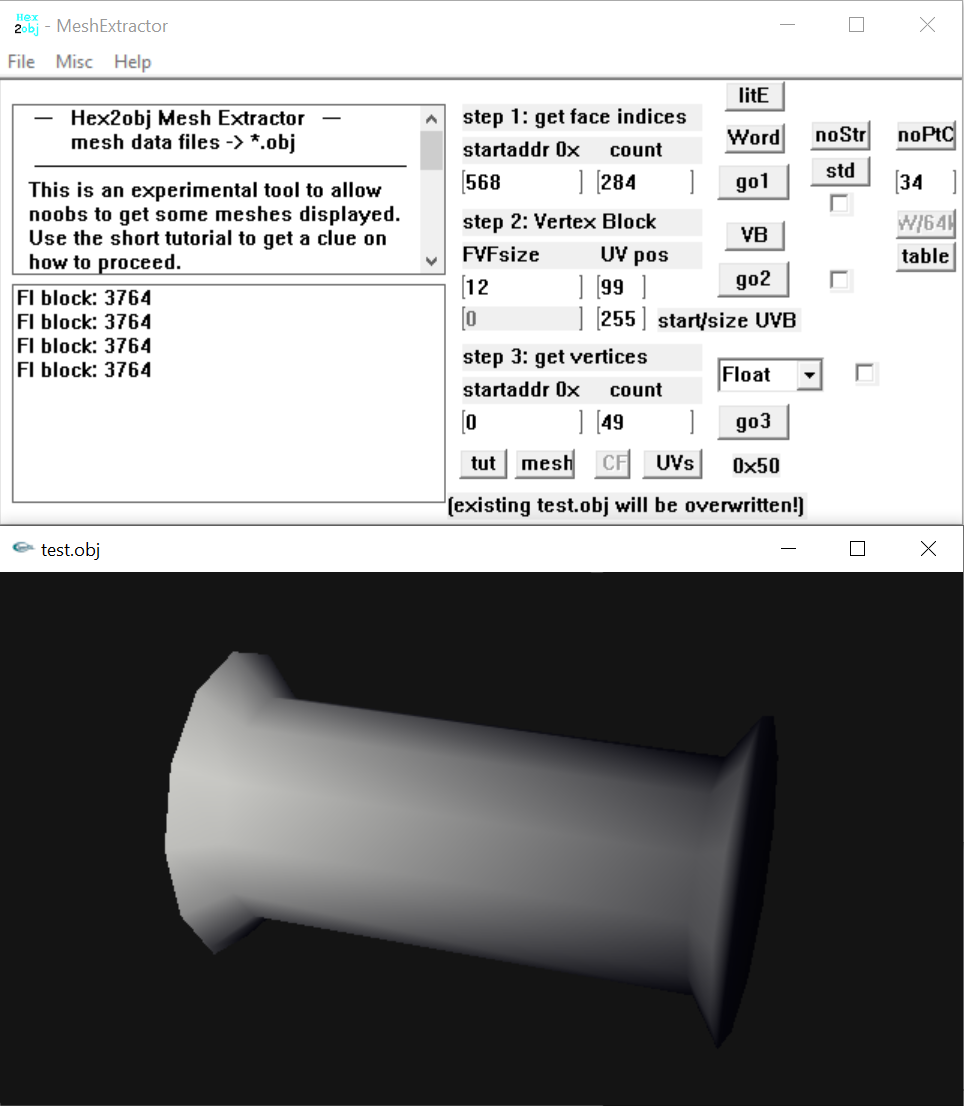 Hex
2obj - MeshExtractor
File Misc Help
— Hex2obj Mesh Extractor —
mesh data files -> *.obj
This is an experimental tool to allow
noobs to get some meshes displayed.
Use the short tutorial to get a clue on
how to proceed.
FI block: 3764
FI block: 3764
FI block: 3764
FI block: 3764
litE
step 1: get face indices
Word noStr noPtC
startaddr 0x count
std
568 284 go1 34
step 2: Vertex Block
VB W/64k
FVFsize UV pos table
12 99 go2
0 255 start/size UVB
step 3: get vertices
Float
startaddr 0x count
0 49 go3
tut mesh CF UVs 0x50
(existing test.obj will be overwritten!)
test.obj